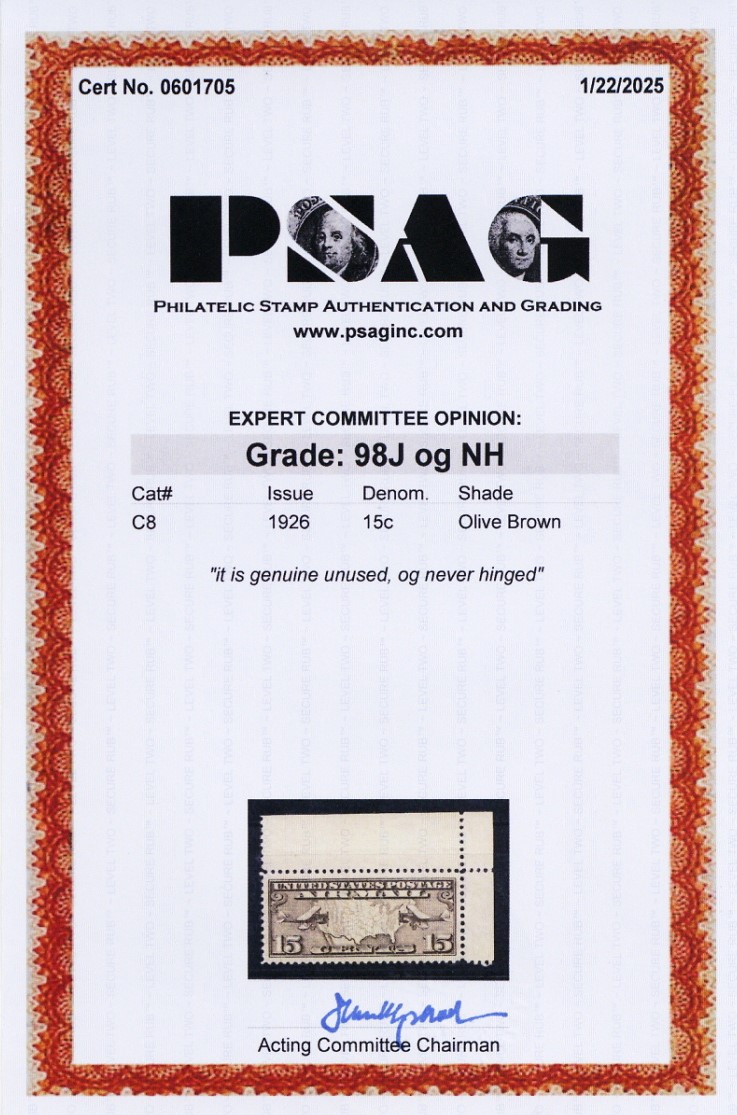 Cert No. 0601705 1/22/2025
PSAG
PHILATELIC STAMP AUTHENTICATION AND GRADING
www.psaginc.com
EXPERT COMMITTEE OPINION:
Grade: 98J og NH
Cat# Issue Denom. Shade
C8 1926 15c Olive Brown
"it is genuine unused, og never hinged"
UNITED STATES POSTAGE
AIR MAIL
15 15
Acting Committee Chairman